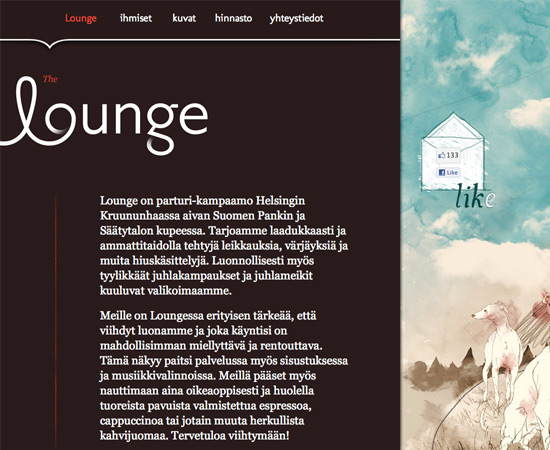 Lounge ihmiset kuvat hinnasto yhteystiedot
The
lounge
133
Like
like
Lounge on parturi-kampaamo Helsingin
Kruununhaassa aivan Suomen Pankin ja
Säätytalon kupeessa. Tarjoamme laadukkaasti ja
ammattitaidolla tehtyjä leikkauksia, värjäyksiä ja
muita hiuskäsittelyjä. Luonnollisesti myös
tyylikkäät juhlakampaukset ja juhlameikit
kuuluvat valikoimaamme.
Meille on Loungessa erityisen tärkeää, että
viihdyt luonamme ja joka käyntisi on
mahdollisimman miellyttävä ja rentouttava.
Tämä näkyy paitsi palvelussa myös sisustuksessa
ja musiikkivalinnoissa. Meillä pääset myös
nauttimaan aina oikeaoppisesti ja huolella
tuoreista pavuista valmistettua espressoa,
cappuccinoa tai jotain muuta herkullista
kahvijuomaa. Tervetuloa viihtymään!